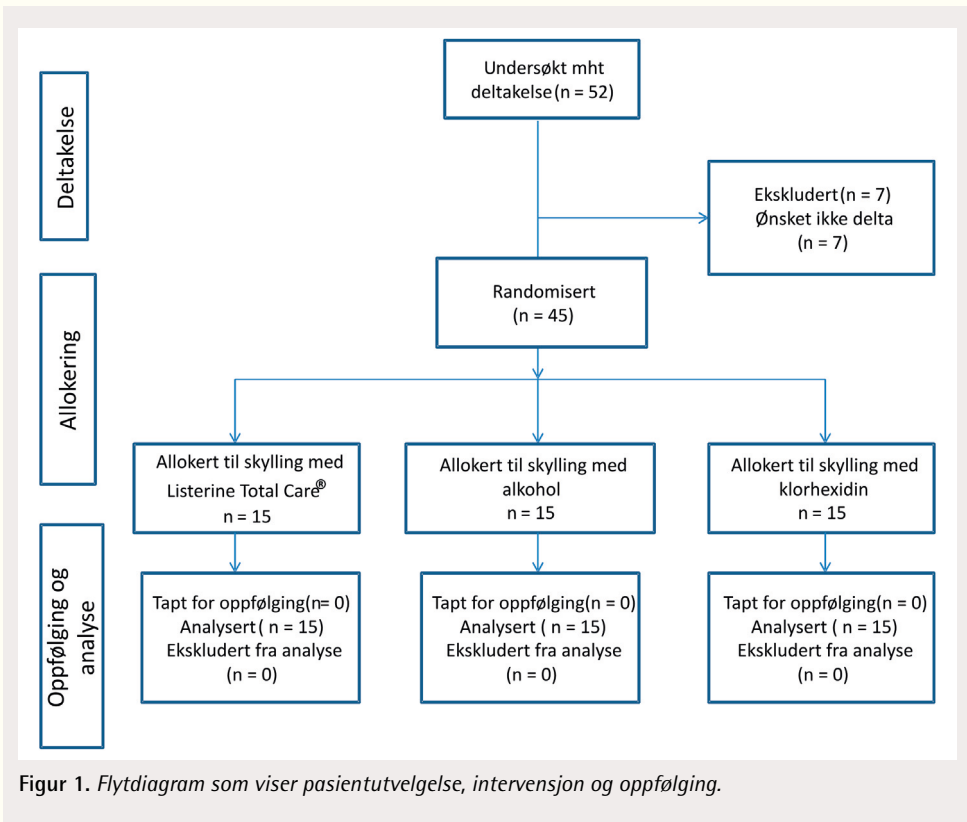 Deltakelse
Undersøkt mht
deltakelse(n = 52)
Ekskludert(n = 7)
Ønsket ikke delta
(n = 7)
Allokering
Randomisert
(n = 45)
Allokert til skylling med
Listerine Total Care®
n = 15
Allokert til skylling med
alkohol
n = 15
Allokert til skylling med
klorhexidin
n = 15
Oppfølging og
analyse
Tapt for oppfølging(n= 0)
Analysert ( n = 15)
Ekskludert fra analyse
(n = 0)
Tapt for oppfølging(n = 0)
Analysert ( n = 15)
Ekskludert fra analyse
(n = 0)
Tapt for oppfølging(n = 0)
Analysert ( n = 15)
Ekskludert fra analyse
(n = 0)
Figur 1. Flytdiagram som viser pasientutvelgelse, intervensjon og oppfølging.